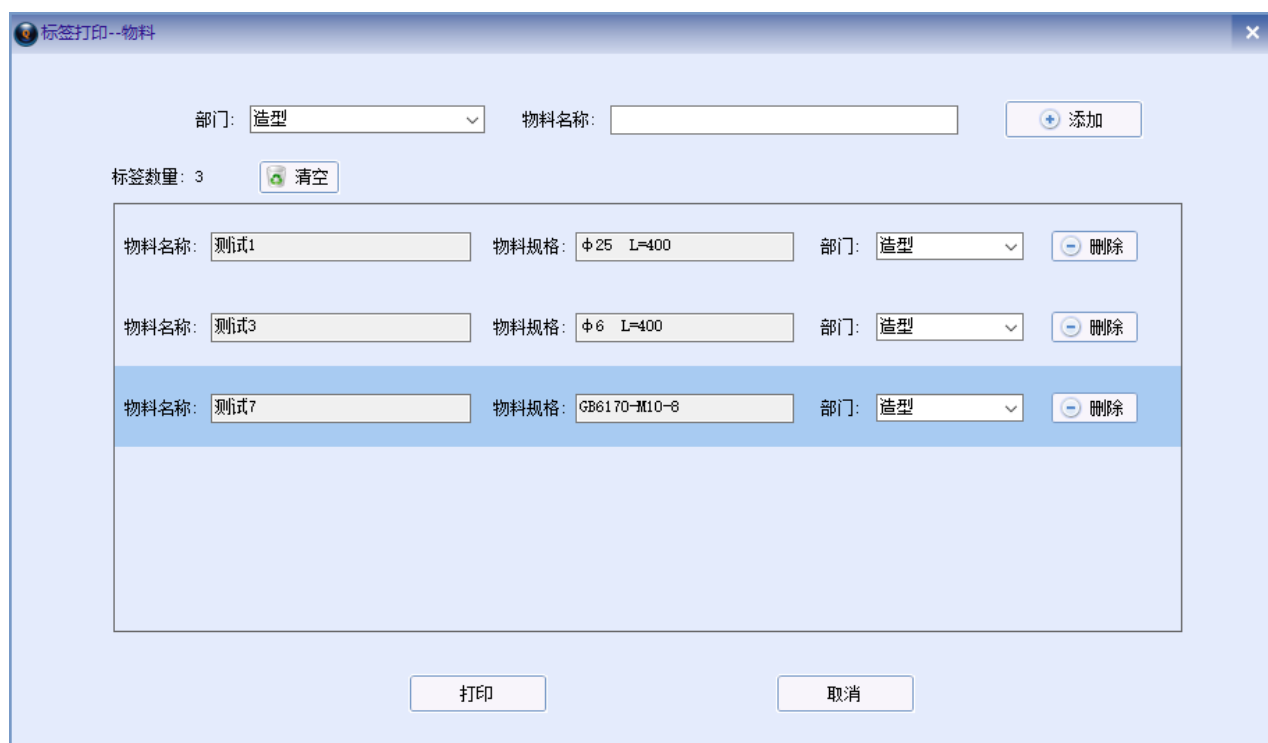 标签打印--物料
部门: 造型 物料名称: 添加
标签数量: 3 清空
物料名称: 测试1 物料规格: φ25 L=400 部门: 造型 删除
物料名称: 测试3 物料规格: φ6 L=400 部门: 造型 删除
物料名称: 测试7 物料规格: GB6170-M10-8 部门: 造型 删除
打印 取消